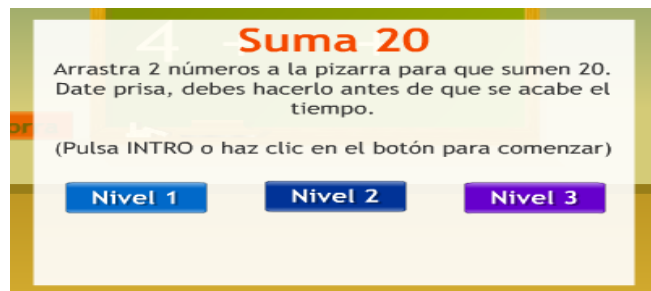 Suma 20
Arrastra 2 números a la pizarra para que sumen 20.
Date prisa, debes hacerlo antes de que se acabe el
tiempo.
(Pulsa INTRO o haz clic en el botón para comenzar)
Nivel 1 Nivel 2 Nivel 3